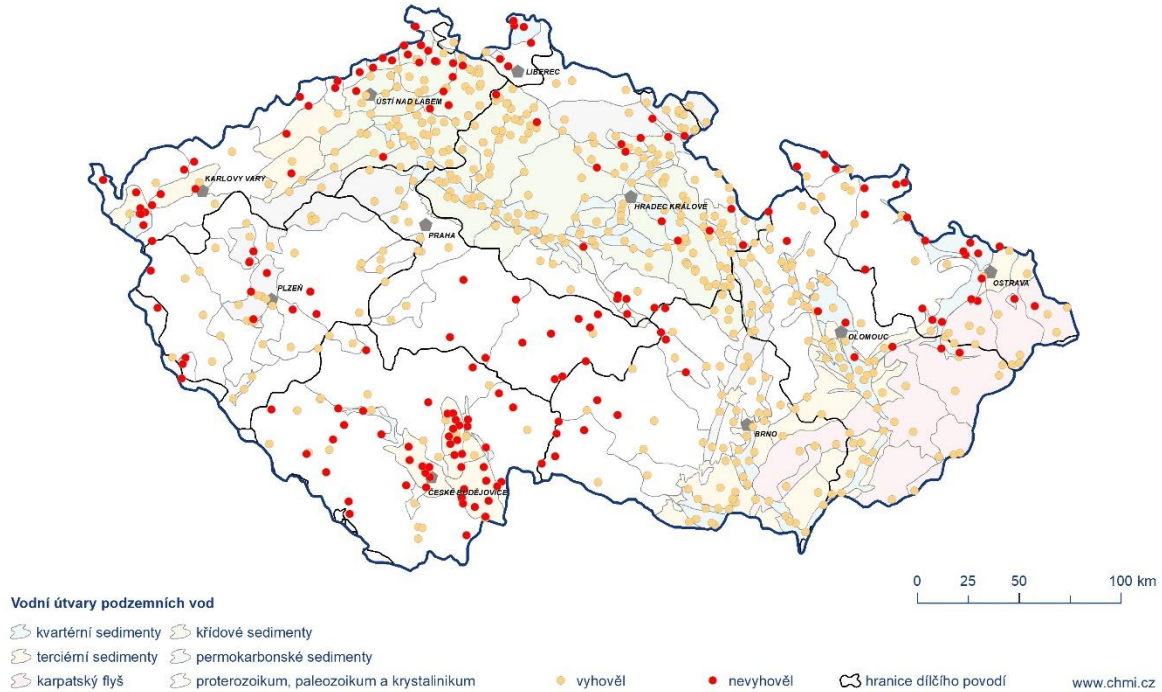 LIBEREC
ÚSTÍ NAD LABEM
KARLOVY VARY
HRADEC KRÁLOVÉ
PRAHA
OSTRAVA
PLZEŇ
OLOMOUC
BRNO
ČESKÉ BUDĚJOVICE
0 25 50 100 km
Vodní útvary podzemních vod
kvartérní sedimenty křídové sedimenty
terciérní sedimenty permokarbonské sedimenty
karpatský flyš proterozoikum, paleozoikum a krystalinikum vyhověl nevyhověl hranice dílčího povodí www.chmi.cz